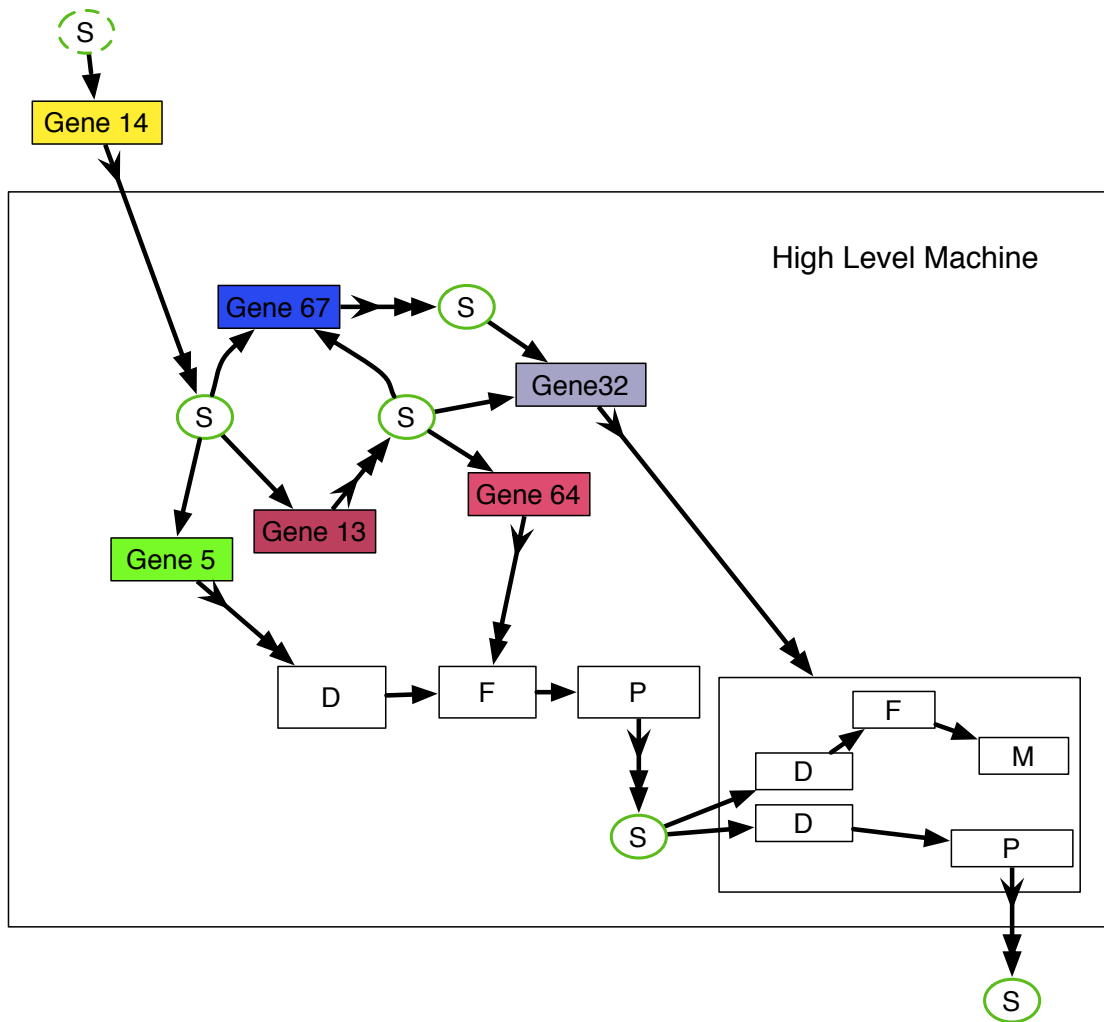 S
Gene 14
High Level Machine
Gene 67
S
Gene32
S
S
Gene 64
Gene 13
Gene 5
D
F
P
F
M
D
D
S
P
S